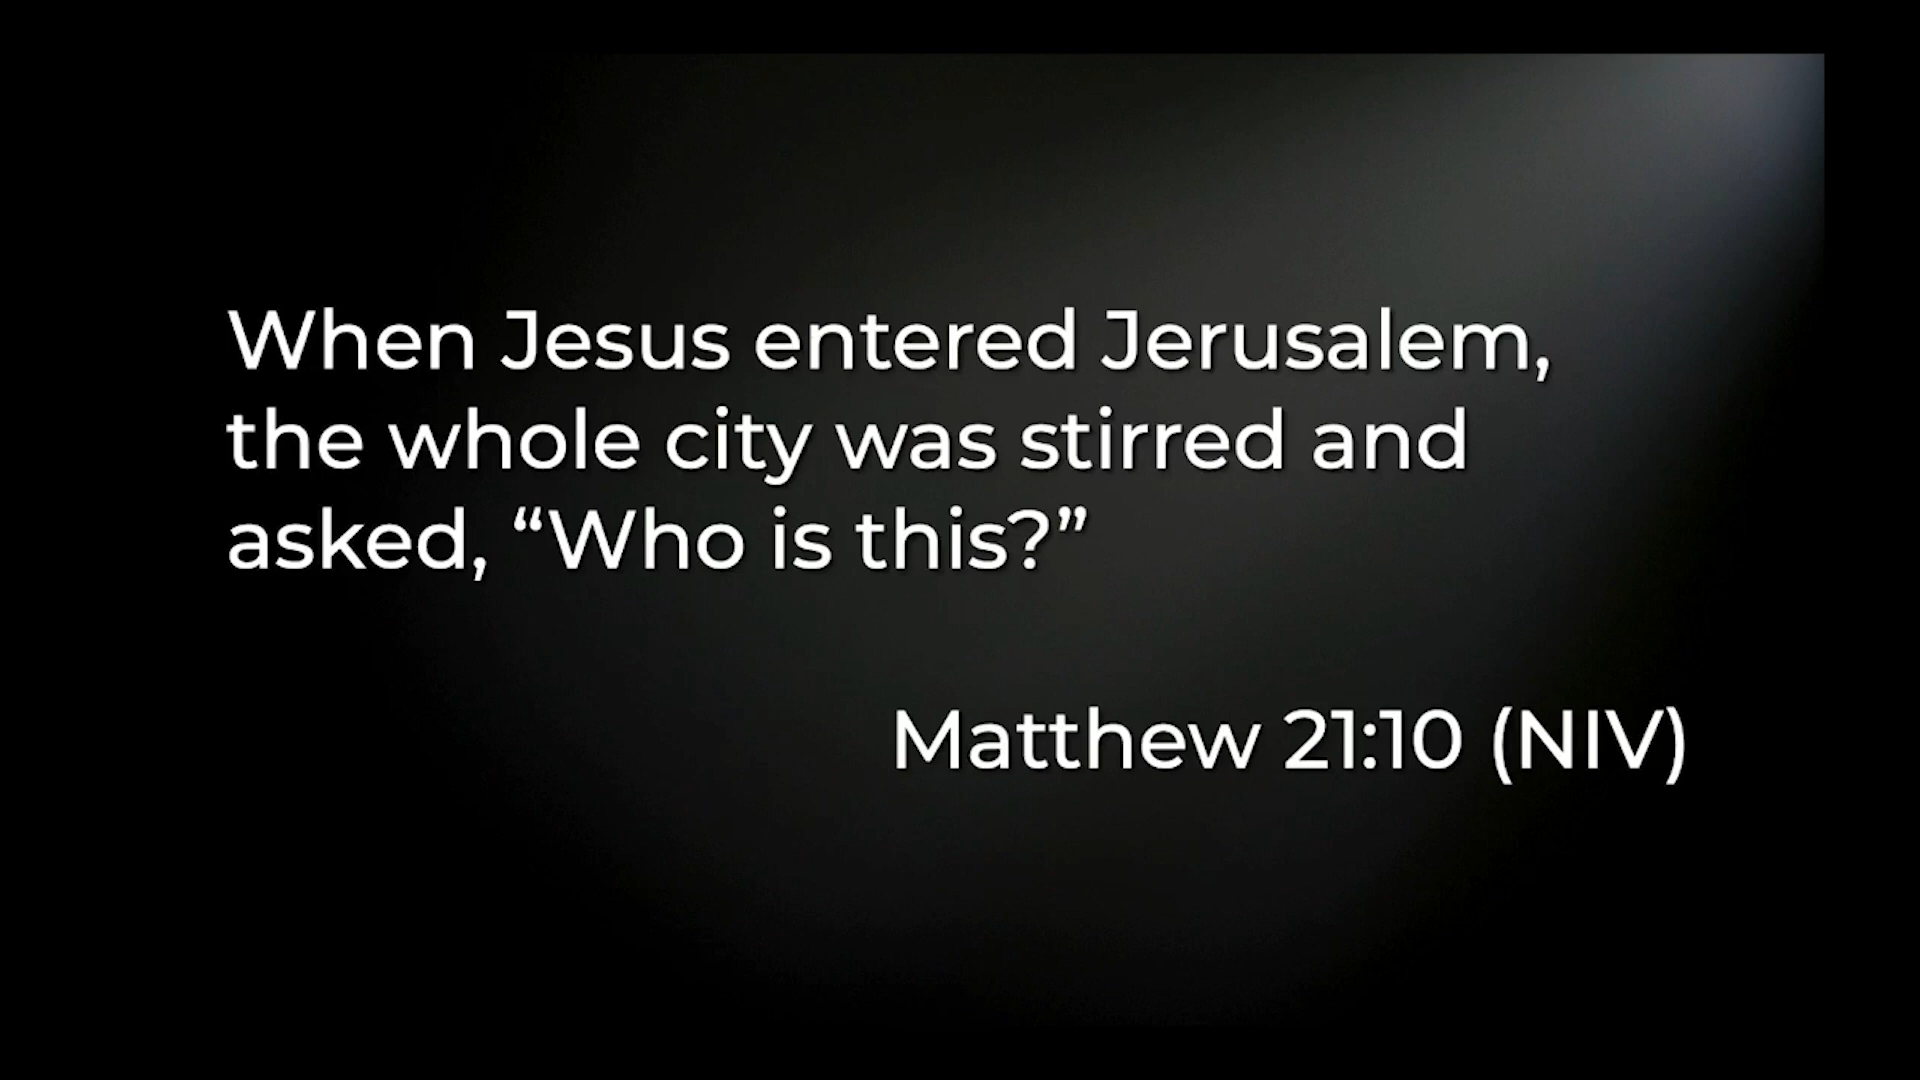 When Jesus entered Jerusalem,
the whole city was stirred and
asked, “Who is this?”
Matthew 21:10 (NIV)